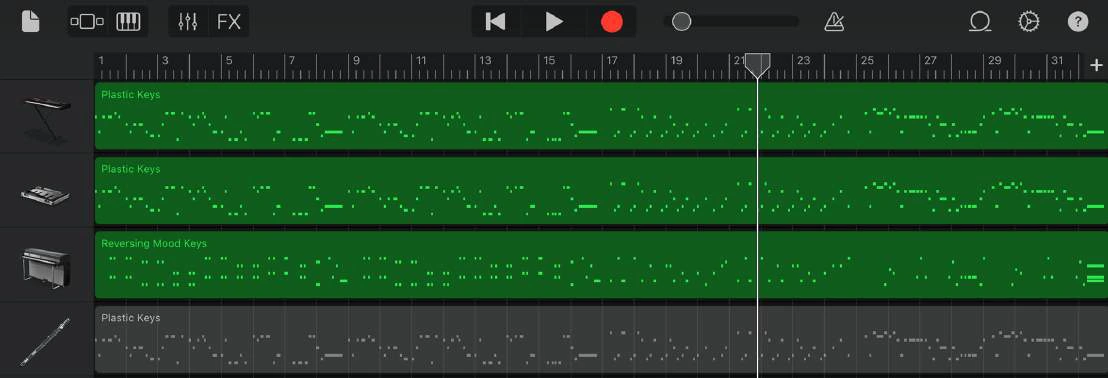 FX ?
1 3 5 7 9 11 13 15 19 21 23 25 27 29 31 +
Plastic Keys
Plastic Keys
Reversing Mood Keys
Plastic Keys